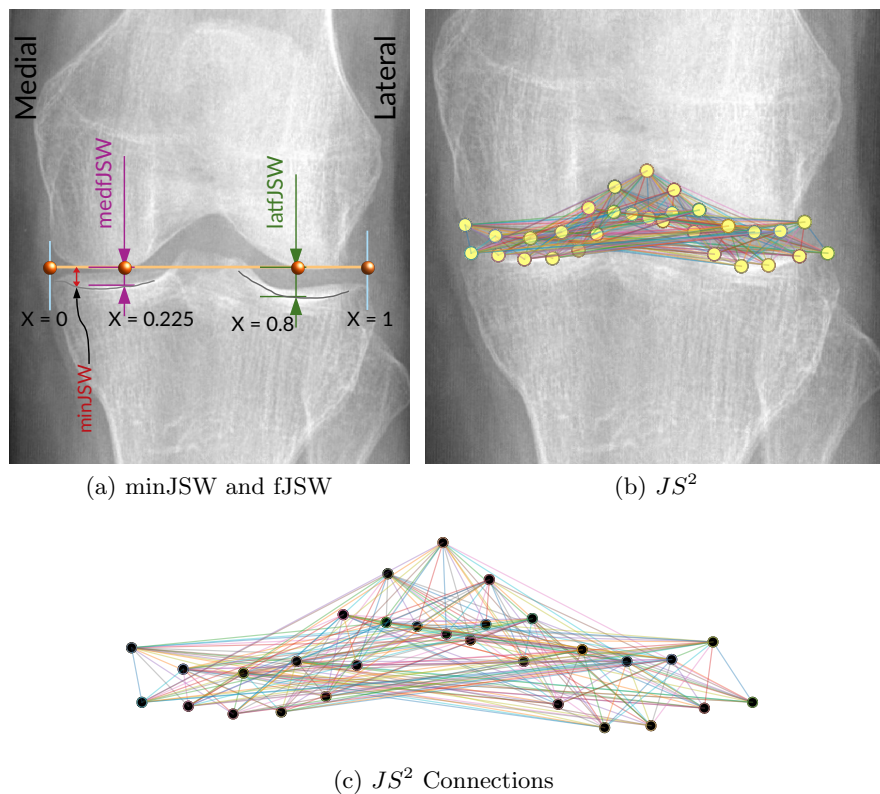 Medial
Lateral
medfJSW
latfJSW
X = 0
X = 0.225
X = 0.8
X = 1
minJSW
(a) minJSW and fJSW
(b) JS²
(c) JS² Connections